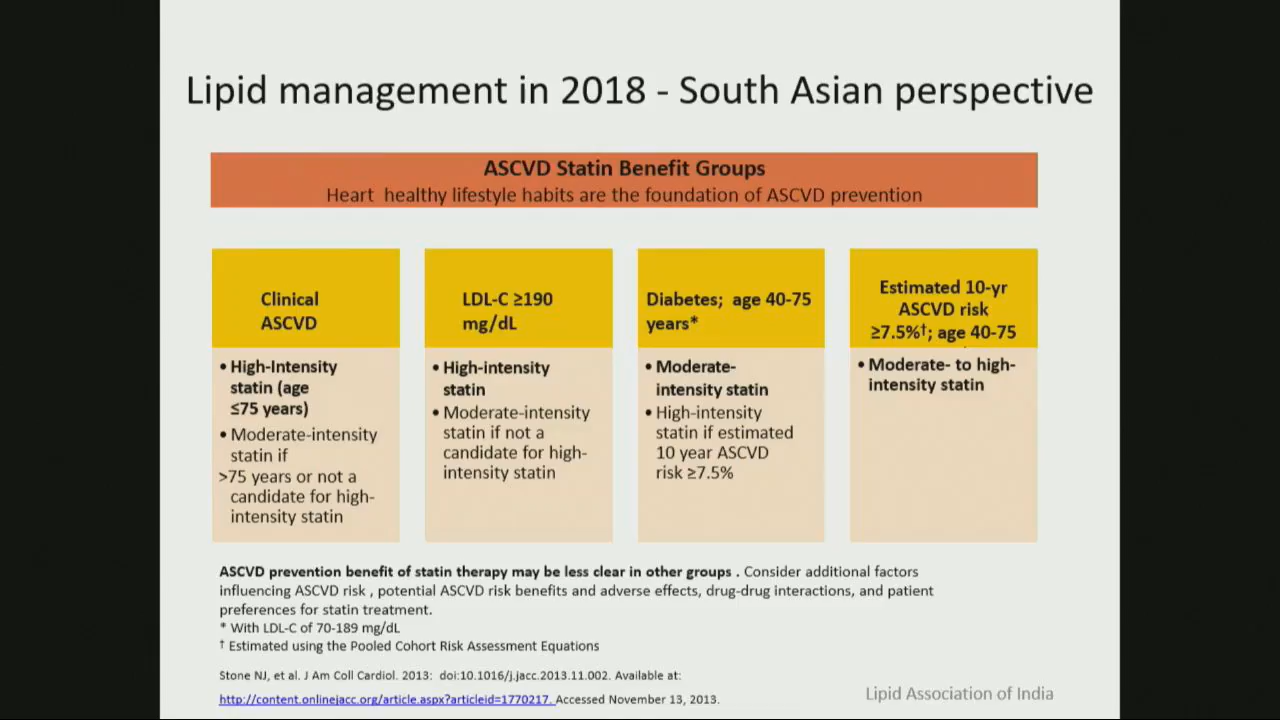 Lipid management in 2018 - South Asian perspective
ASCVD Statin Benefit Groups
Heart healthy lifestyle habits are the foundation of ASCVD prevention
Clinical
ASCVD
• High-Intensity
statin (age
≤75 years)
• Moderate-intensity
statin if
>75 years or not a
candidate for high-
intensity statin
LDL-C ≥190
mg/dL
• High-intensity
statin
• Moderate-intensity
statin if not a
candidate for high-
intensity statin
Diabetes; age 40-75
years*
• Moderate-
intensity statin
• High-intensity
statin if estimated
10 year ASCVD
risk ≥7.5%
Estimated 10-yr
ASCVD risk
≥7.5%†; age 40-75
• Moderate- to high-
intensity statin
ASCVD prevention benefit of statin therapy may be less clear in other groups . Consider additional factors
influencing ASCVD risk , potential ASCVD risk benefits and adverse effects, drug-drug interactions, and patient
preferences for statin treatment.
* With LDL-C of 70-189 mg/dL
† Estimated using the Pooled Cohort Risk Assessment Equations
Stone NJ, et al. J Am Coll Cardiol. 2013: doi:10.1016/j.jacc.2013.11.002. Available at:
http://content.onlinejacc.org/article.aspx?articleid=1770217. Accessed November 13, 2013.
Lipid Association of India